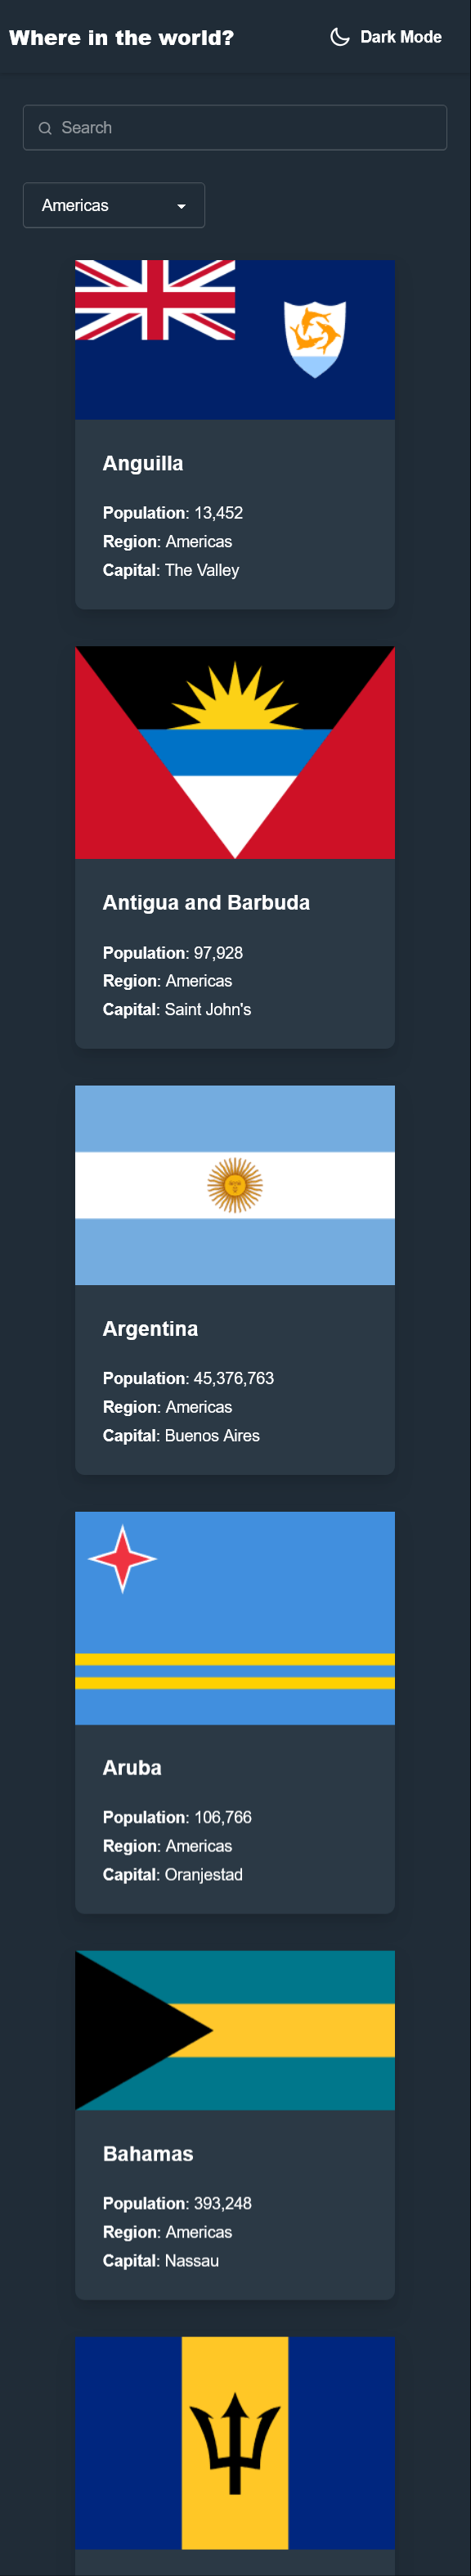 Where in the world?
Dark Mode
Search
Americas
Anguilla
Population: 13,452
Region: Americas
Capital: The Valley
Antigua and Barbuda
Population: 97,928
Region: Americas
Capital: Saint John's
Argentina
Population: 45,376,763
Region: Americas
Capital: Buenos Aires
Aruba
Population: 106,766
Region: Americas
Capital: Oranjestad
Bahamas
Population: 393,248
Region: Americas
Capital: Nassau